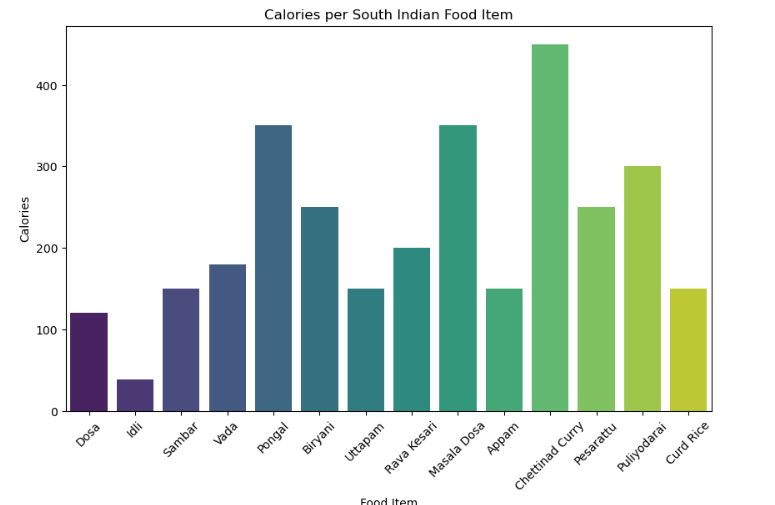 Calories per South Indian Food Item
Calories
400
300
200
100
0
Dosa
Idli
Sambar
Vada
Pongal
Biryani
Uttapam
Rava Kesari
Masala Dosa
Appam
Chettinad Curry
Pesarattu
Puliyodarai
Curd Rice
Food Item